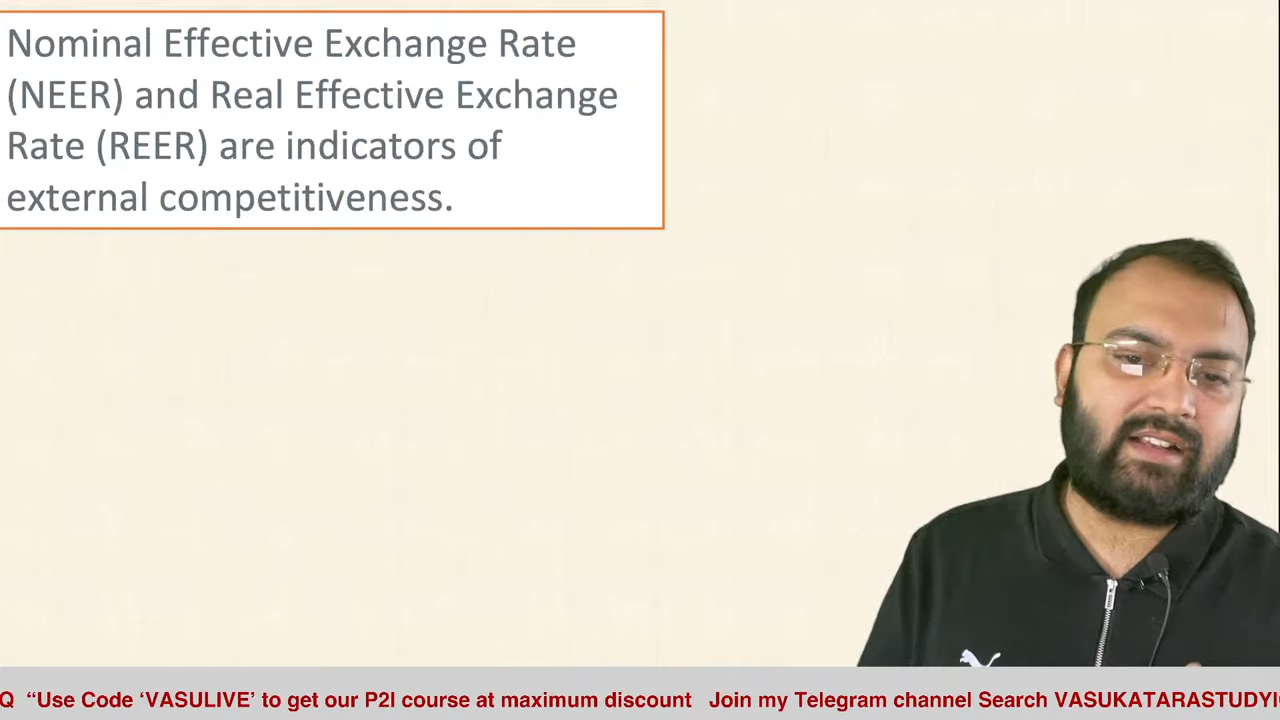 Nominal Effective Exchange Rate
(NEER) and Real Effective Exchange
Rate (REER) are indicators of
external competitiveness.
Q “Use Code ‘VASULIVE’ to get our P2I course at maximum discount Join my Telegram channel Search VASUKATARASTUDYI